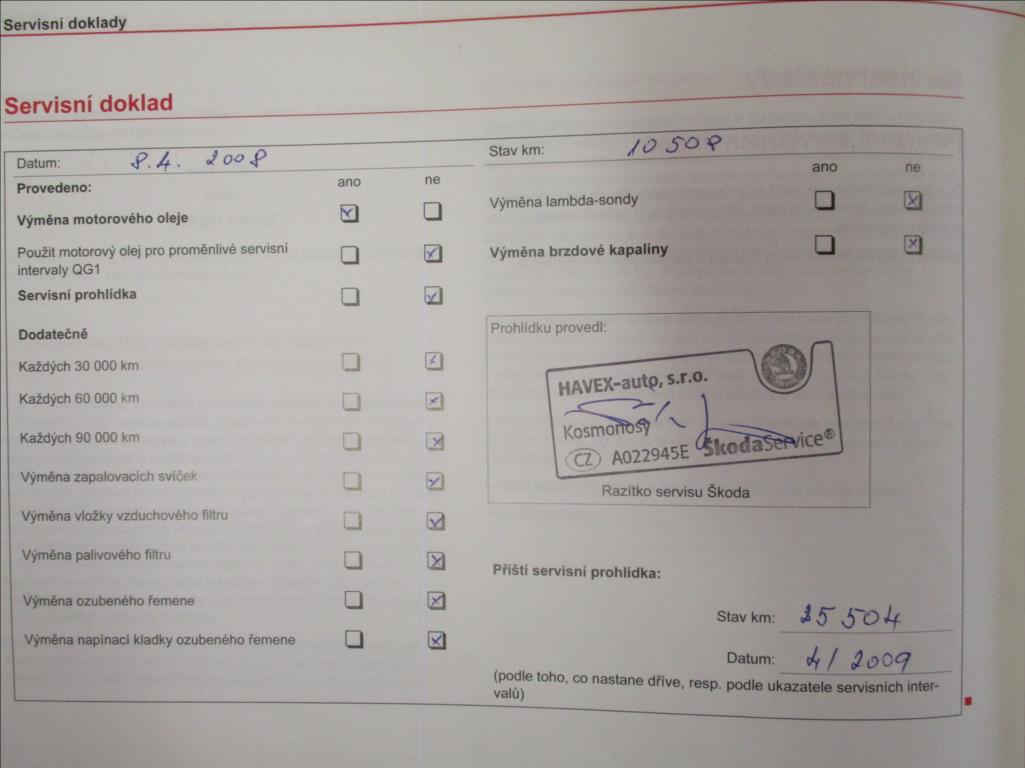 Servisní doklady
Servisní doklad
Datum: 8.4. 2008
Provedeno: ano ne
Výměna motorového oleje
Použit motorový olej pro proměnlivé servisní
intervaly QG1
Servisní prohlídka
Dodatečně
Každých 30 000 km
Každých 60 000 km
Každých 90 000 km
Výměna zapalovacích svíček
Výměna vložky vzduchového filtru
Výměna palivového filtru
Výměna ozubeného řemene
Výměna napínací kladky ozubeného řemene
Stav km: 10 508
ano ne
Výměna lambda-sondy
Výměna brzdové kapaliny
Prohlídku provedl:
HAVEX-auto, s.r.o.
Kosmonosy
CZ A022945E ŠkodaService®
Razítko servisu Škoda
Příští servisní prohlídka:
Stav km: 25 504
Datum: 4/2009
(podle toho, co nastane dříve, resp. podle ukazatele servisních inter-
valů)